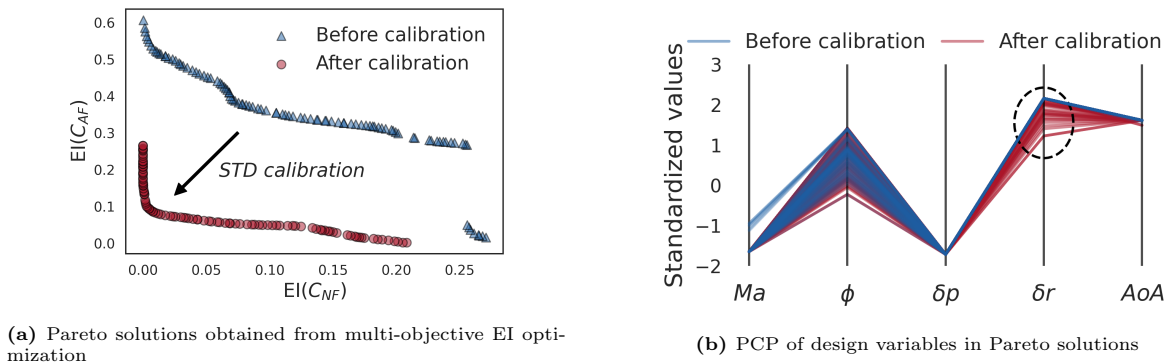 0.6
0.5
0.4
0.3
0.2
0.1
0.0
EI(C_AF)
Before calibration
After calibration
STD calibration
0.00 0.05 0.10 0.15 0.20 0.25
EI(C_NF)
(a) Pareto solutions obtained from multi-objective EI opti-
mization
Before calibration After calibration
Standardized values
3
2
1
0
−1
−2
Ma ϕ δp δr AoA
(b) PCP of design variables in Pareto solutions